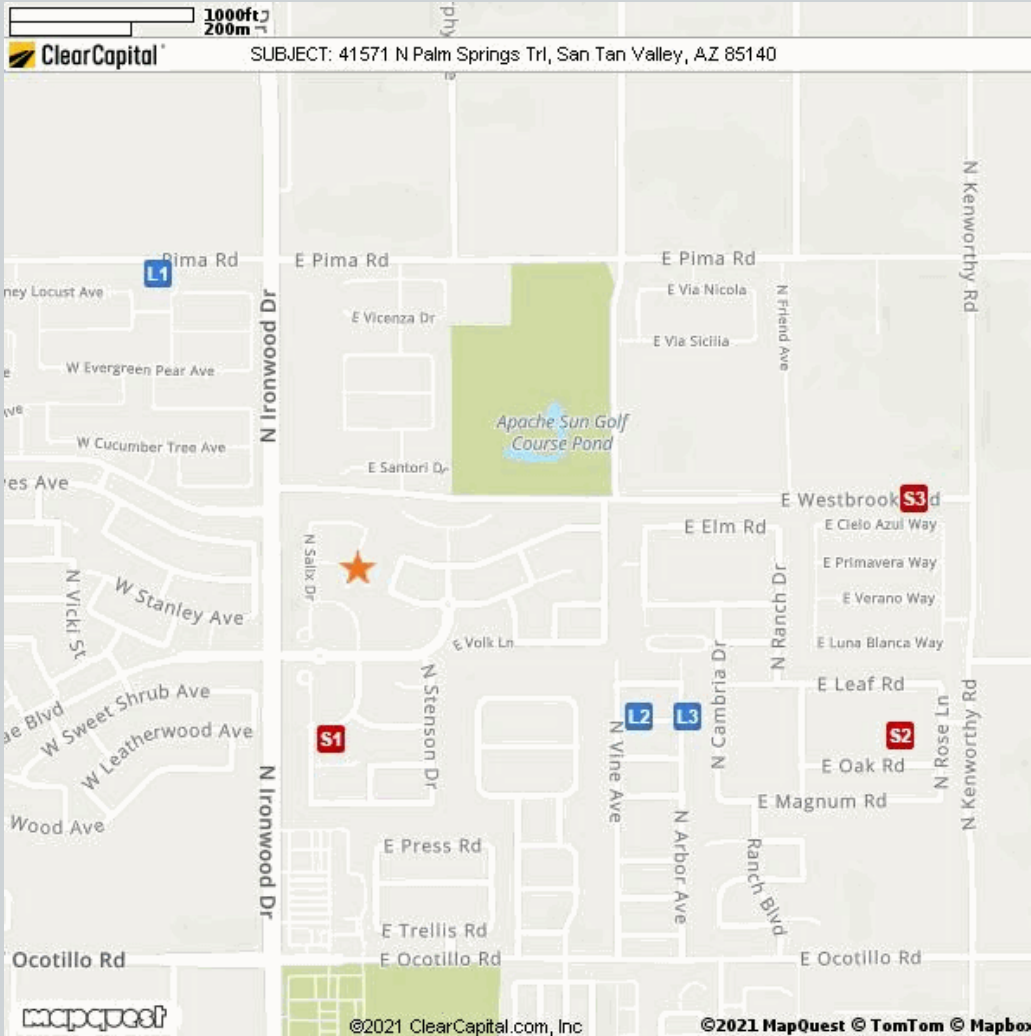 1000ft
200m
ClearCapital
SUBJECT: 41571 N Palm Springs Trl, San Tan Valley, AZ 85140
N Kenworthy Rd
Pima Rd
E Pima Rd
E Pima Rd
L1
ney Locust Ave
E Via Nicola
N Friend Ave
E Vicenza Dr
E Via Sicilia
W Evergreen Pear Ave
N Ironwood Dr
Apache Sun Golf
Course Pond
W Cucumber Tree Ave
E Santori Dr
es Ave
E Westbrook
S3
E Elm Rd
E Cielo Azul Way
N Salix Dr
E Primavera Way
N Vicki St
W Stanley Ave
N Ranch Dr
E Verano Way
E Volk Ln
E Luna Blanca Way
N Cambria Dr
N Stenson Dr
E Leaf Rd
W Sweet Shrub Ave
ae Blvd
L2
L3
N Vine Ave
N Rose Ln
N Kenworthy Rd
W Leatherwood Ave
S1
S2
E Oak Rd
N Ironwood Dr
E Magnum Rd
Wood Ave
N Arbor Ave
E Press Rd
Ranch Blvd
E Trellis Rd
Ocotillo Rd
E Ocotillo Rd
E Ocotillo Rd
mapquest
©2021 ClearCapital.com, Inc
©2021 MapQuest © TomTom © Mapbo